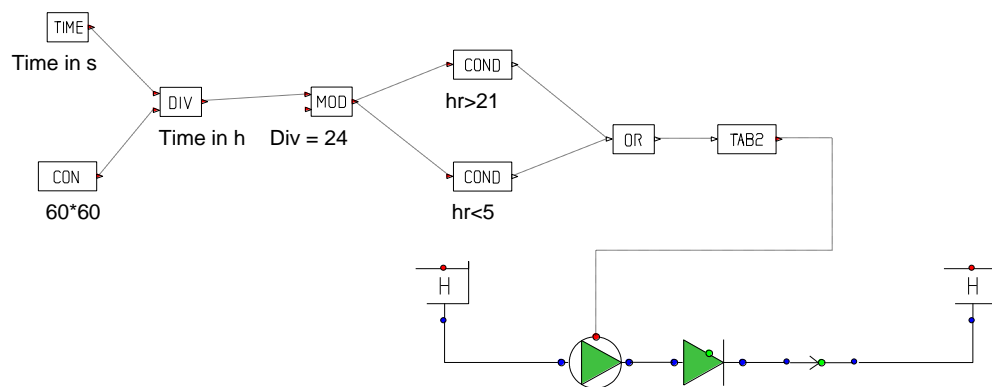 TIME
Time in s
COND
hr>21
DIV
MOD
Time in h
Div = 24
OR
TAB2
CON
60*60
COND
hr<5
H
H